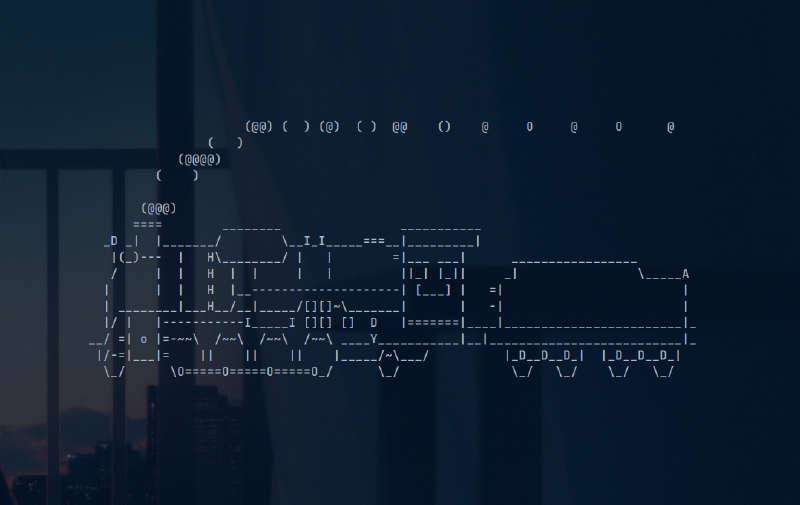 (@@) (  ) (@)  ( )  @@    ()    @     O     @     O      @
                (   )
            (@@@@)
         (    )
       (@@@)
      ====        ________                ___________
  _D _|  |_______/        \__I_I_____===__|_________|
   |(_)---  |   H\________/ |   |        =|___ ___|      _________________
   /     |  |   H  |  |     |   |         ||_| |_||     _|                \_____A
  |      |  |   H  |__--------------------| [___] |   =|                        |
  | ________|___H__/__|_____/[][]~\_______|       |   -|                        |
  |/ |   |-----------I_____I [][] []  D   |=======|____|________________________|_
__/ =| o |=-~~\  /~~\  /~~\  /~~\ ____Y___________|__|__________________________|_
 |/-=|___|=    ||    ||    ||    |_____/~\___/          |_D__D__D_|  |_D__D__D_|
  \_/      \O=====O=====O=====O_/      \_/               \_/   \_/    \_/   \_/